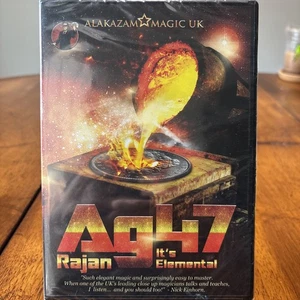 ALAKAZAM MAGIC UK
Ag47
Rajan
It's
Elemental
"Such elegant magic and surprisingly easy to master.
When one of the UK's leading close up magicians talks and teaches,
I listen... and you should too!" - Nick Einhorn.